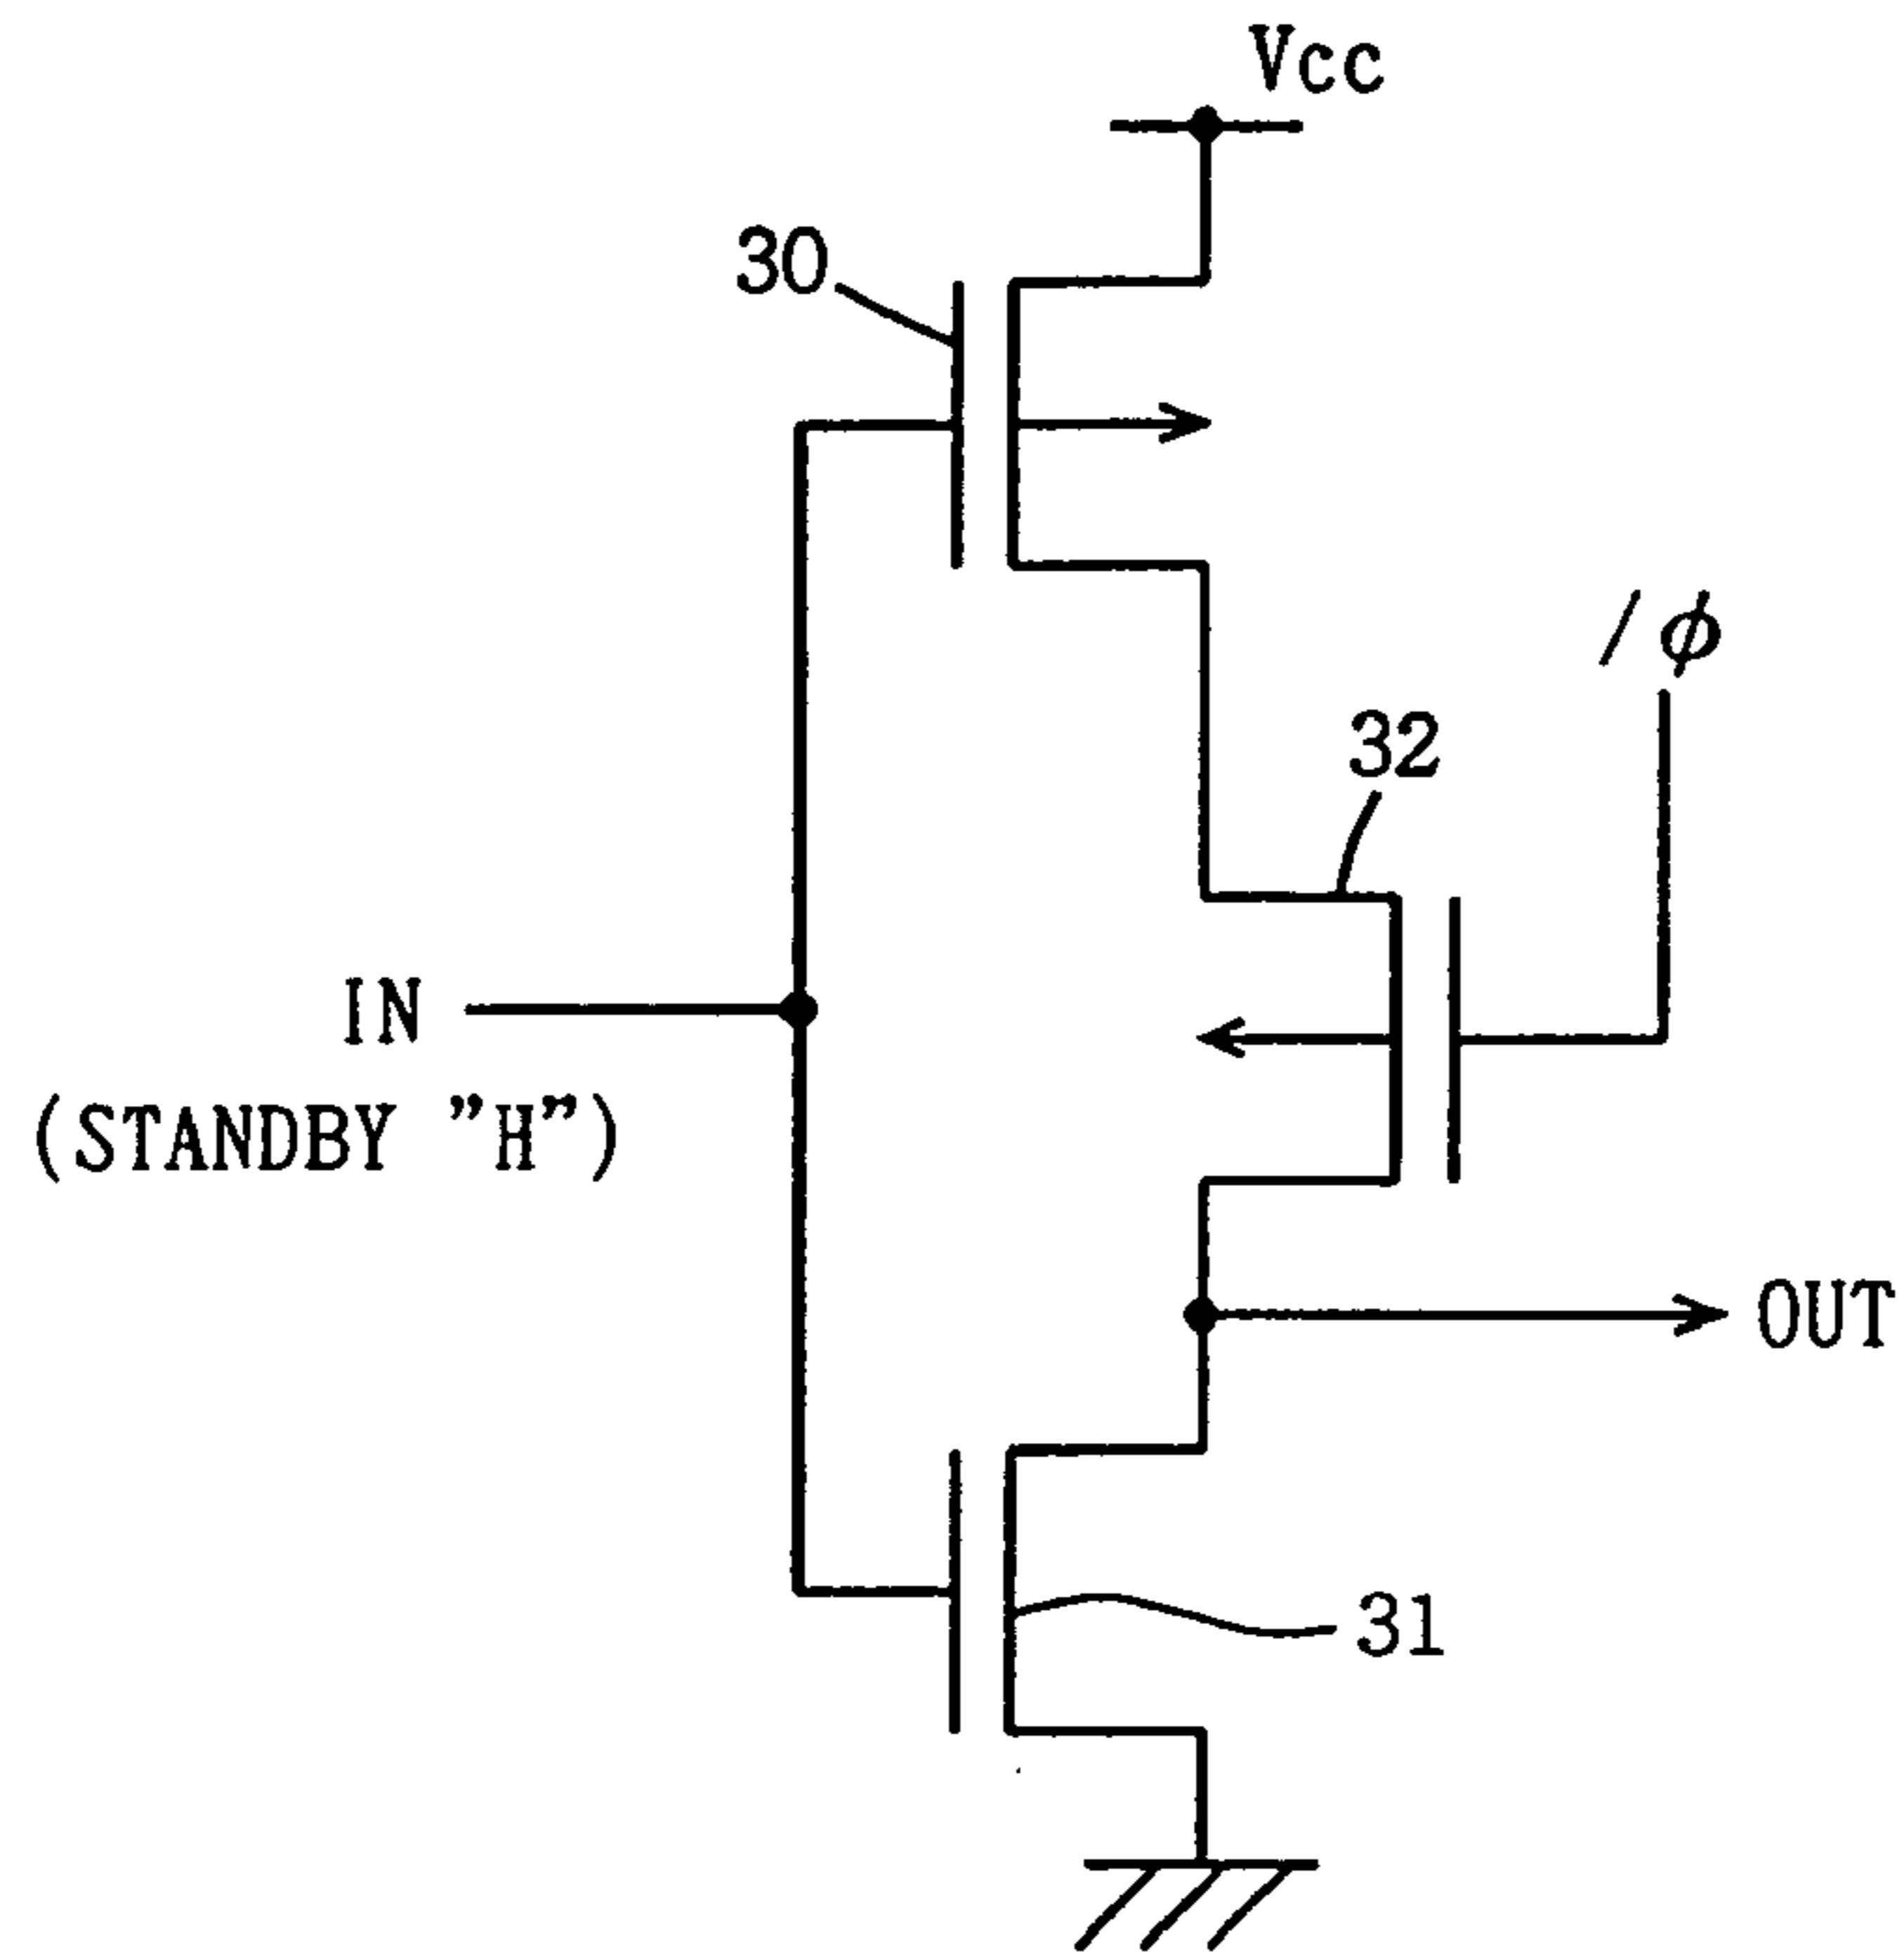 Vcc
30
/φ
32
IN
(STANDBY "H")
OUT
31